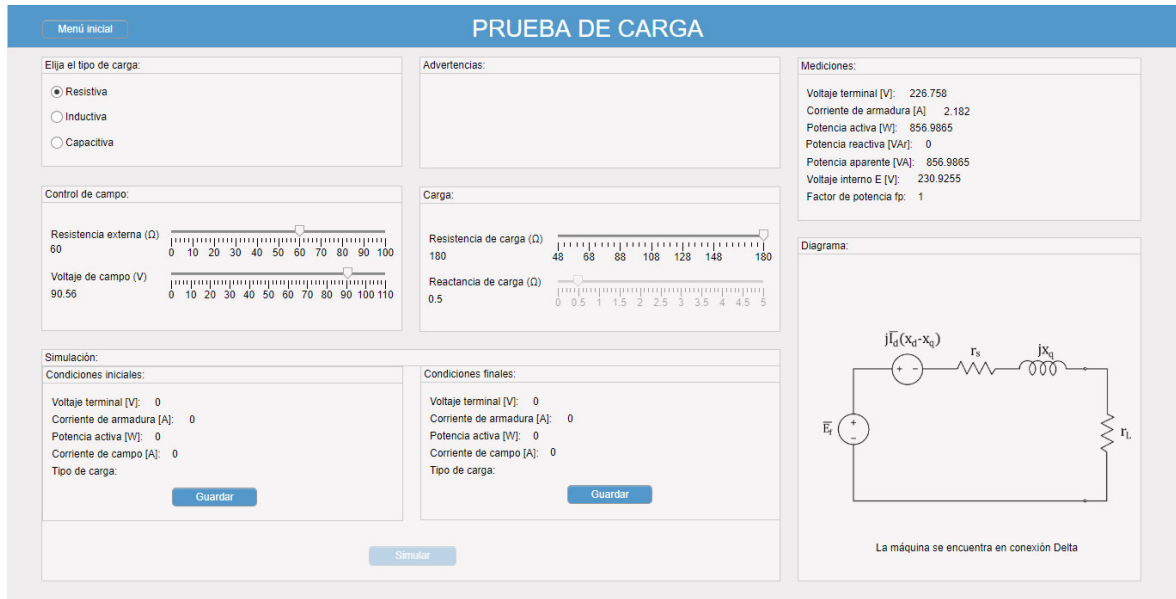 Menú inicial
PRUEBA DE CARGA
Elija el tipo de carga:
Resistiva
Inductiva
Capacitiva
Advertencias:
Mediciones:
Voltaje terminal [V]: 226.758
Corriente de armadura [A] 2.182
Potencia activa [W]: 856.9865
Potencia reactiva [VAr]: 0
Potencia aparente [VA]: 856.9865
Voltaje interno E [V]: 230.9255
Factor de potencia fp: 1
Control de campo:
Resistencia externa (Ω)
60
0 10 20 30 40 50 60 70 80 90 100
Voltaje de campo (V)
90.56
0 10 20 30 40 50 60 70 80 90 100 110
Carga:
Resistencia de carga (Ω)
180
48 68 88 108 128 148 180
Reactancia de carga (Ω)
0.5
0 0.5 1 1.5 2 2.5 3 3.5 4 4.5 5
Diagrama:
jI̅d(xd-xq)
rs
jxq
+ −
E̅f
+
−
rL
La máquina se encuentra en conexión Delta
Simulación:
Condiciones iniciales:
Voltaje terminal [V]: 0
Corriente de armadura [A]: 0
Potencia activa [W]: 0
Corriente de campo [A]: 0
Tipo de carga:
Guardar
Condiciones finales:
Voltaje terminal [V]: 0
Corriente de armadura [A]: 0
Potencia activa [W]: 0
Corriente de campo [A]: 0
Tipo de carga:
Guardar
Simular